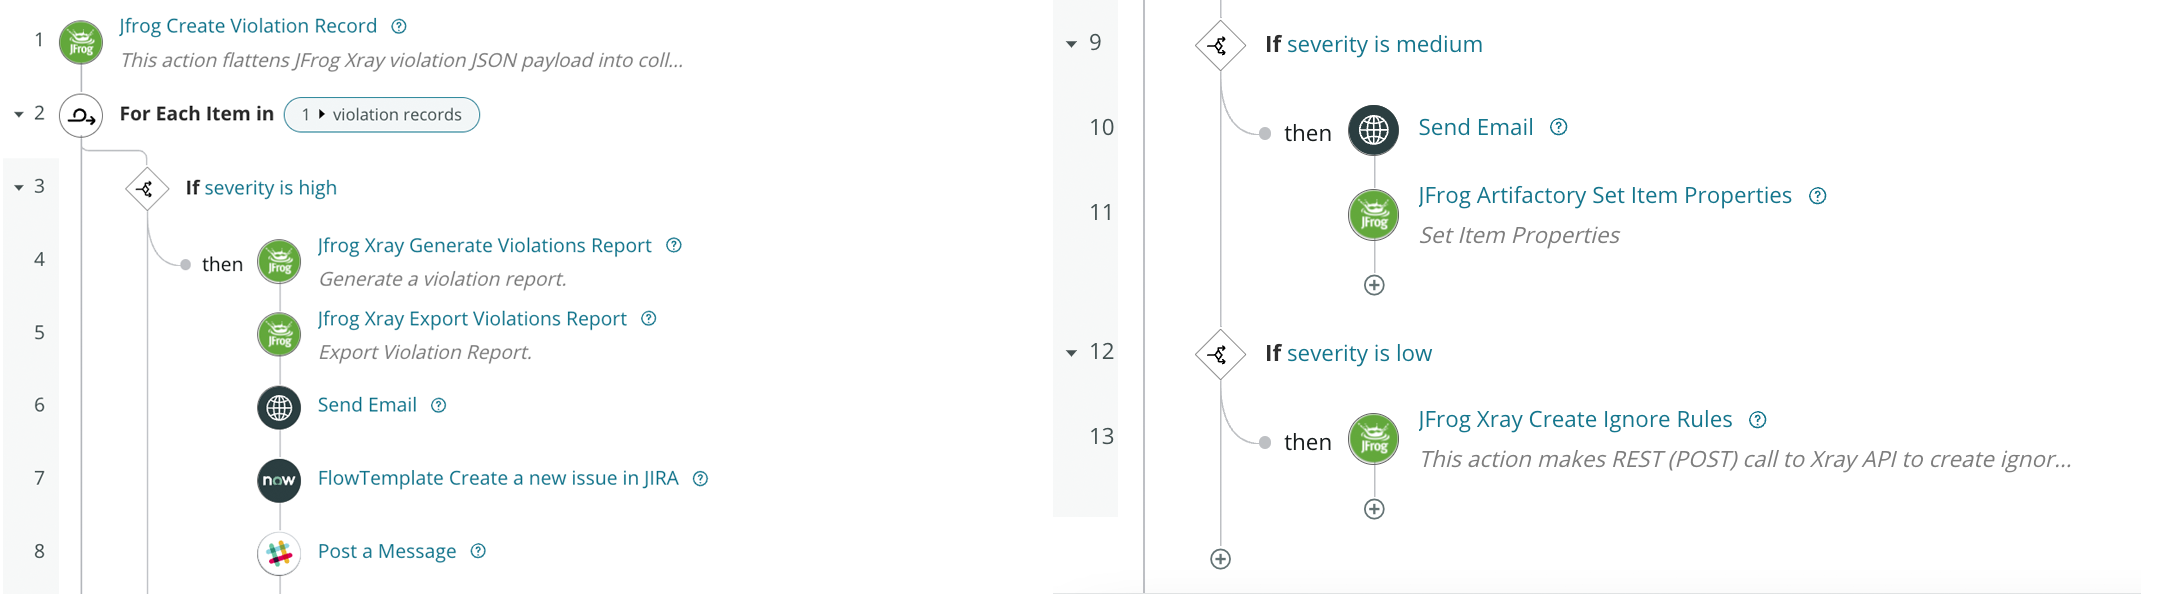 1
JFrog
Jfrog Create Violation Record ?
This action flattens JFrog Xray violation JSON payload into coll...
2
For Each Item in 1 violation records
3
If severity is high
4
then
JFrog
Jfrog Xray Generate Violations Report ?
Generate a violation report.
5
JFrog
Jfrog Xray Export Violations Report ?
Export Violation Report.
6
Send Email ?
7
now
FlowTemplate Create a new issue in JIRA ?
8
Post a Message ?
9
If severity is medium
10
then
Send Email ?
11
JFrog
JFrog Artifactory Set Item Properties ?
Set Item Properties
12
If severity is low
13
then
JFrog
JFrog Xray Create Ignore Rules ?
This action makes REST (POST) call to Xray API to create ignor...